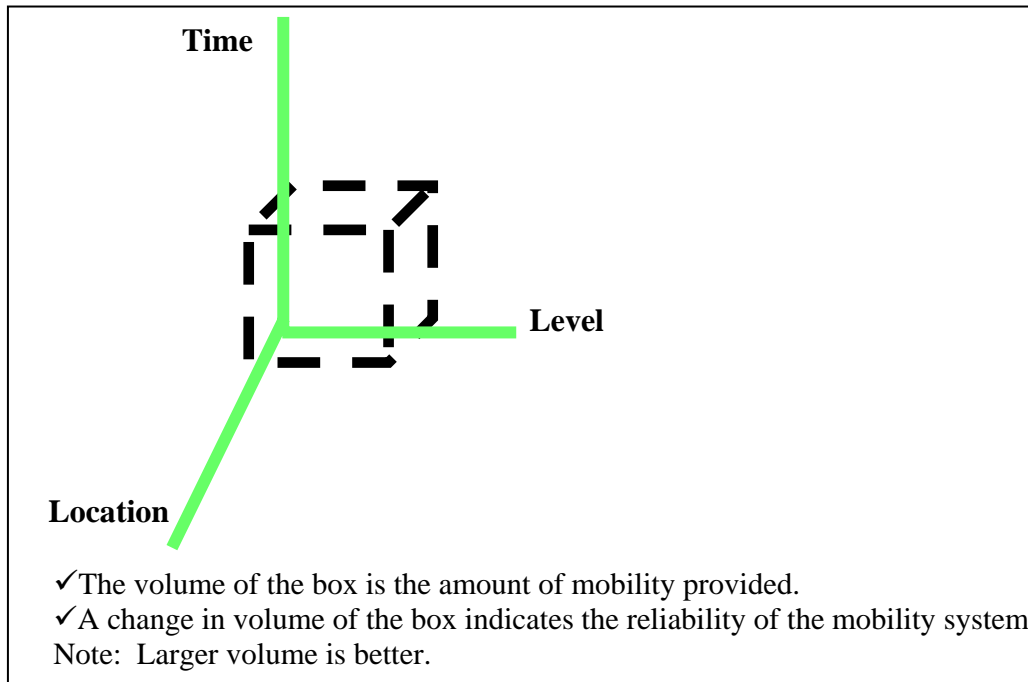 Time
Level
Location
✓The volume of the box is the amount of mobility provided.
✓A change in volume of the box indicates the reliability of the mobility system
Note:  Larger volume is better.